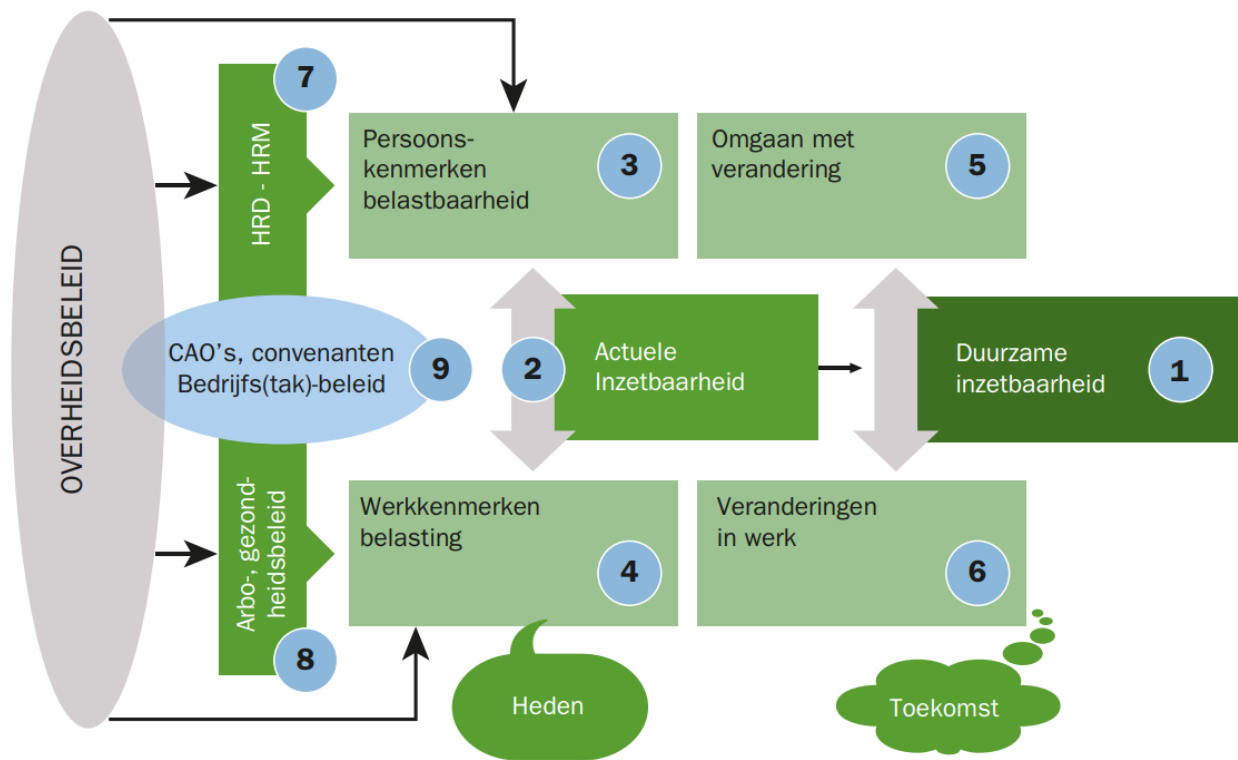 OVERHEIDSBELEID
7
HRD - HRM
Persoons-
kenmerken
belastbaarheid
3
Omgaan met
verandering
5
CAO's, convenanten
Bedrijfs(tak)-beleid
9
2
Actuele
Inzetbaarheid
Duurzame
inzetbaarheid
1
Arbo-, gezond-
heidsbeleid
8
Werkkenmerken
belasting
4
Veranderingen
in werk
6
Heden
Toekomst